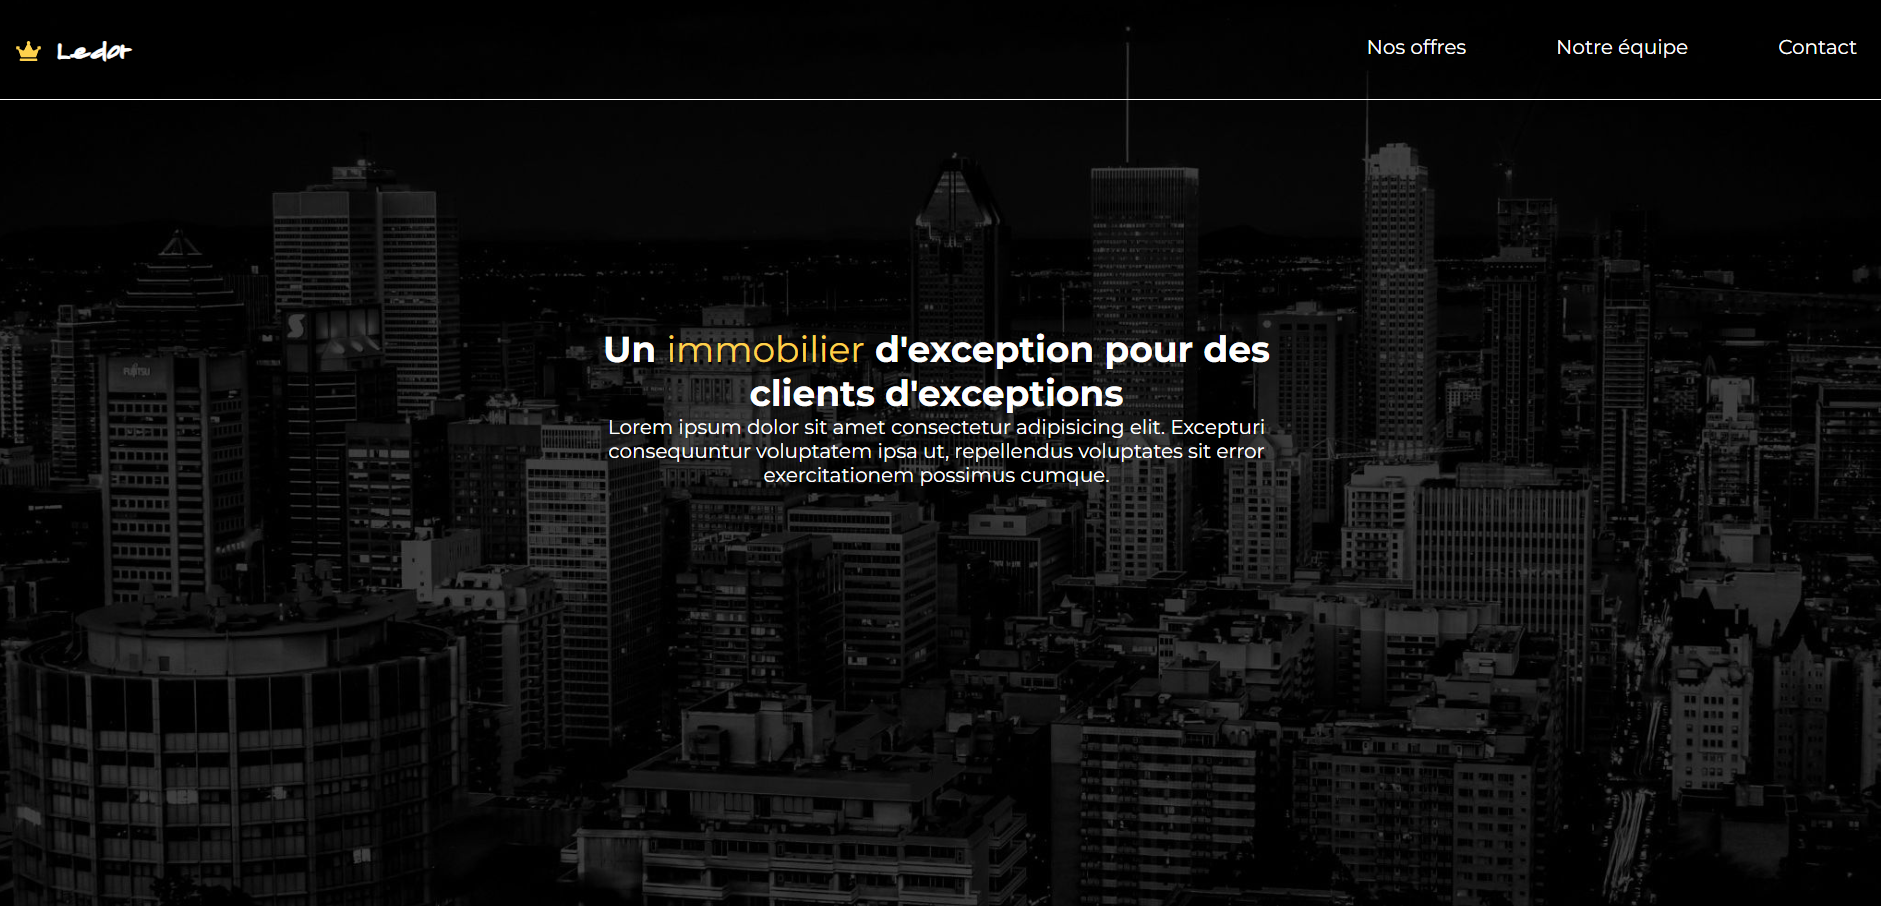 Ledor
Nos offres
Notre équipe
Contact
Un immobilier d'exception pour des
clients d'exceptions
Lorem ipsum dolor sit amet consectetur adipisicing elit. Excepturi
consequuntur voluptatem ipsa ut, repellendus voluptates sit error
exercitationem possimus cumque.
FUJITSU